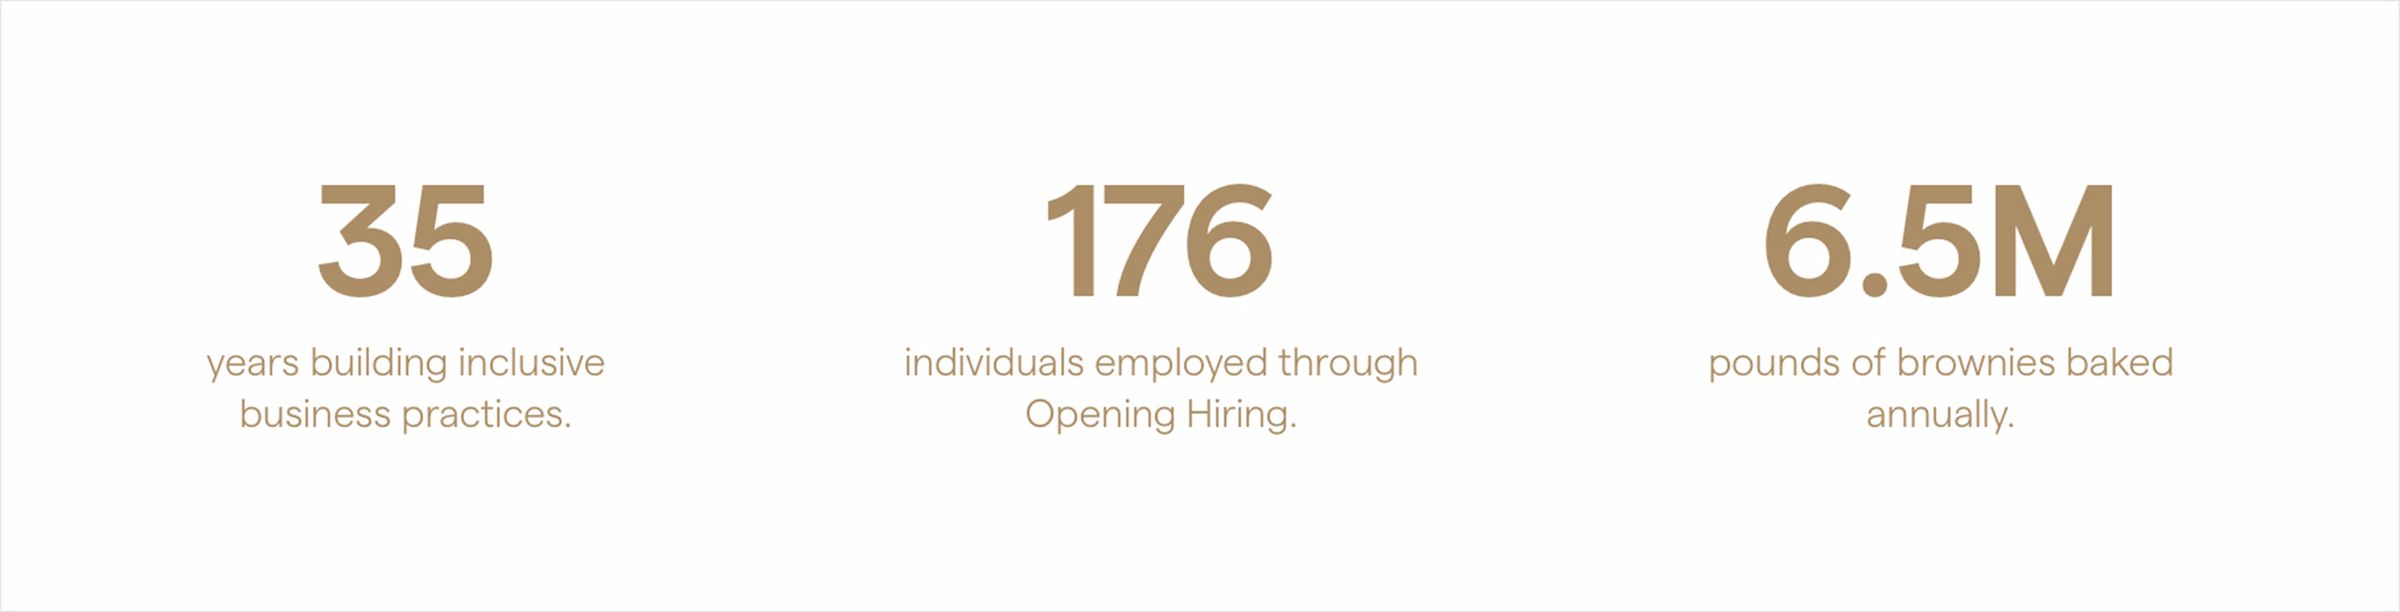 35
years building inclusive
business practices.
176
individuals employed through
Opening Hiring.
6.5M
pounds of brownies baked
annually.